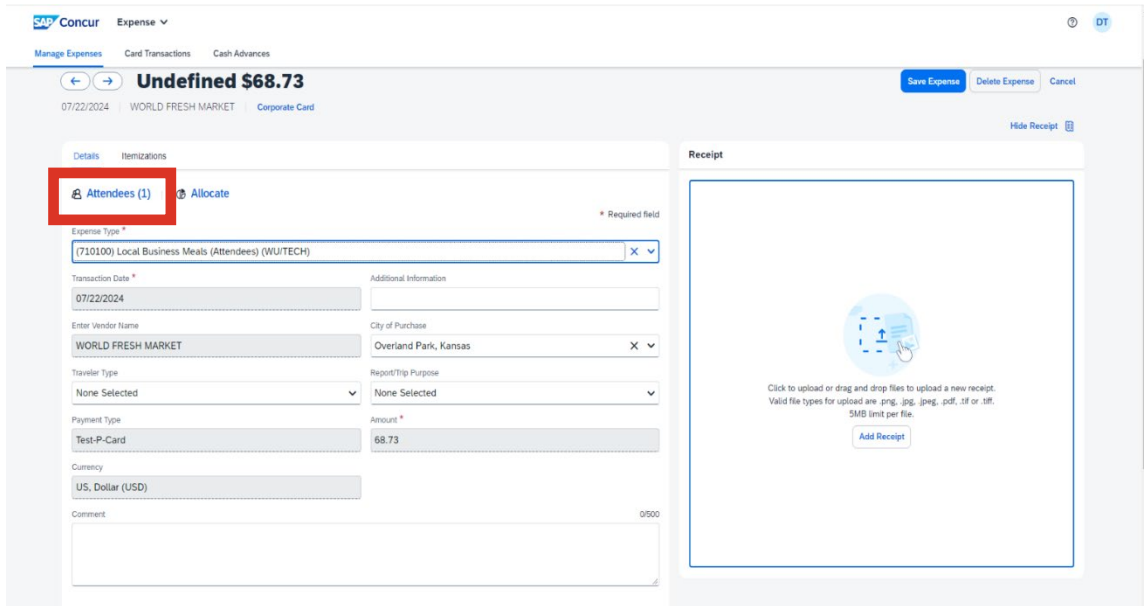 SAP Concur Expense
DT
Manage Expenses Card Transactions Cash Advances
Undefined $68.73
Save Expense Delete Expense Cancel
07/22/2024 WORLD FRESH MARKET Corporate Card
Hide Receipt
Details Itemizations
Receipt
Attendees (1) Allocate
* Required field
Expense Type *
(710100) Local Business Meals (Attendees) (WU/TECH)
Transaction Date * Additional Information
07/22/2024
Enter Vendor Name City of Purchase
WORLD FRESH MARKET Overland Park, Kansas
Traveler Type Report/Trip Purpose
None Selected None Selected
Payment Type Amount *
Test-P-Card 68.73
Currency
US, Dollar (USD)
Comment 0/500
Click to upload or drag and drop files to upload a new receipt.
Valid file types for upload are .png, .jpg, .jpeg, .pdf, .tif or .tiff.
5MB limit per file.
Add Receipt